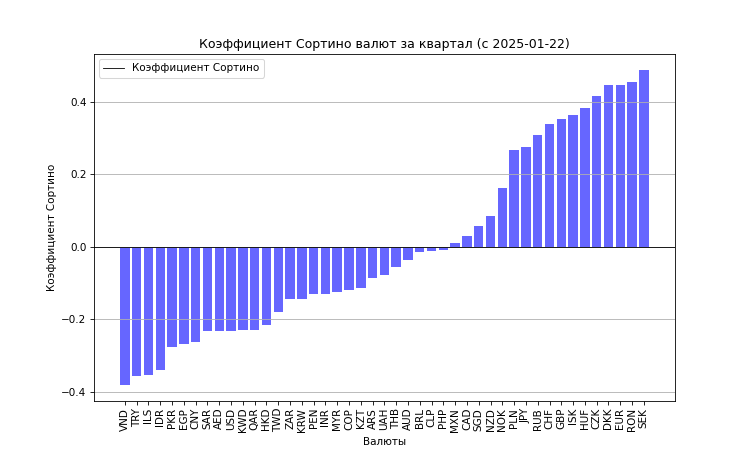 Коэффициент Сортино валют за квартал (с 2025-01-22)
Коэффициент Сортино
0.4
0.2
0.0
−0.2
−0.4
Коэффициент Сортино
VND TRY ILS IDR PKR EGP CNY SAR AED USD KWD QAR HKD TWD ZAR KRW PEN INR MYR COP KZT ARS UAH THB AUD BRL CLP PHP MXN CAD SGD NZD NOK PLN JPY RUB CHF GBP ISK HUF CZK DKK EUR RON SEK
Валюты